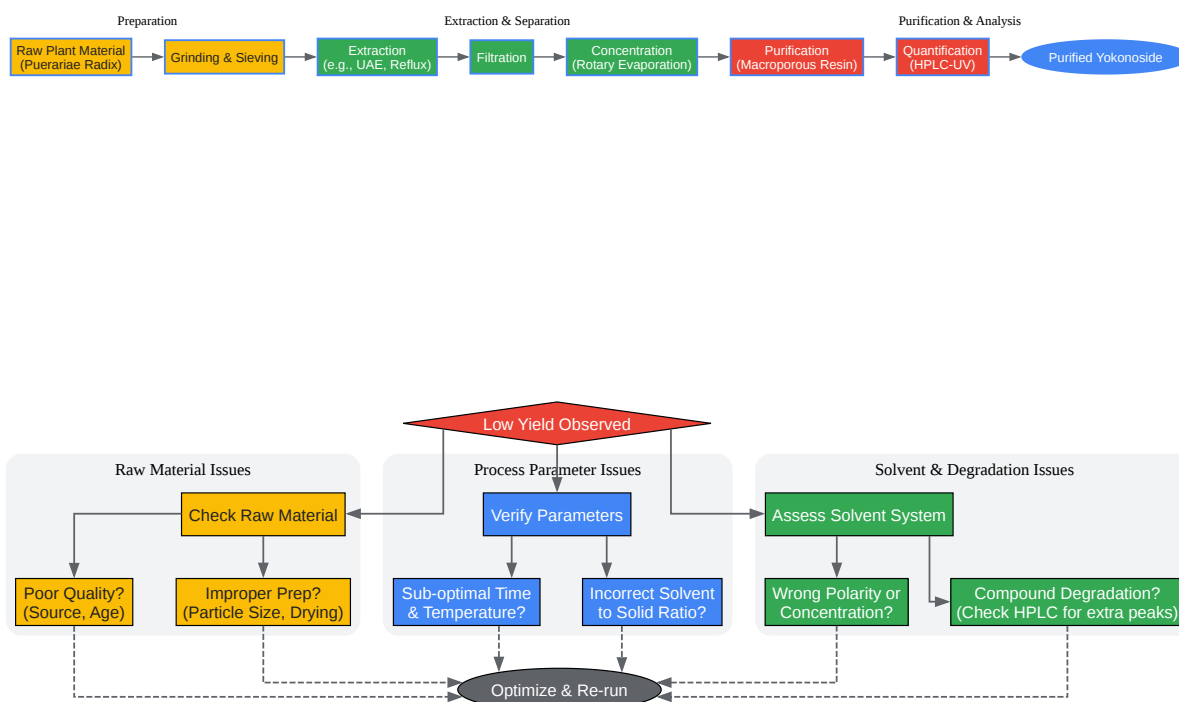 Preparation
Extraction & Separation
Purification & Analysis
Raw Plant Material
(Puerariae Radix)
Grinding & Sieving
Extraction
(e.g., UAE, Reflux)
Filtration
Concentration
(Rotary Evaporation)
Purification
(Macroporous Resin)
Quantification
(HPLC-UV)
Purified Yokonoside
Low Yield Observed
Raw Material Issues
Process Parameter Issues
Solvent & Degradation Issues
Check Raw Material
Verify Parameters
Assess Solvent System
Poor Quality?
(Source, Age)
Improper Prep?
(Particle Size, Drying)
Sub-optimal Time
& Temperature?
Incorrect Solvent
to Solid Ratio?
Wrong Polarity or
Concentration?
Compound Degradation?
(Check HPLC for extra peaks)
Optimize & Re-run